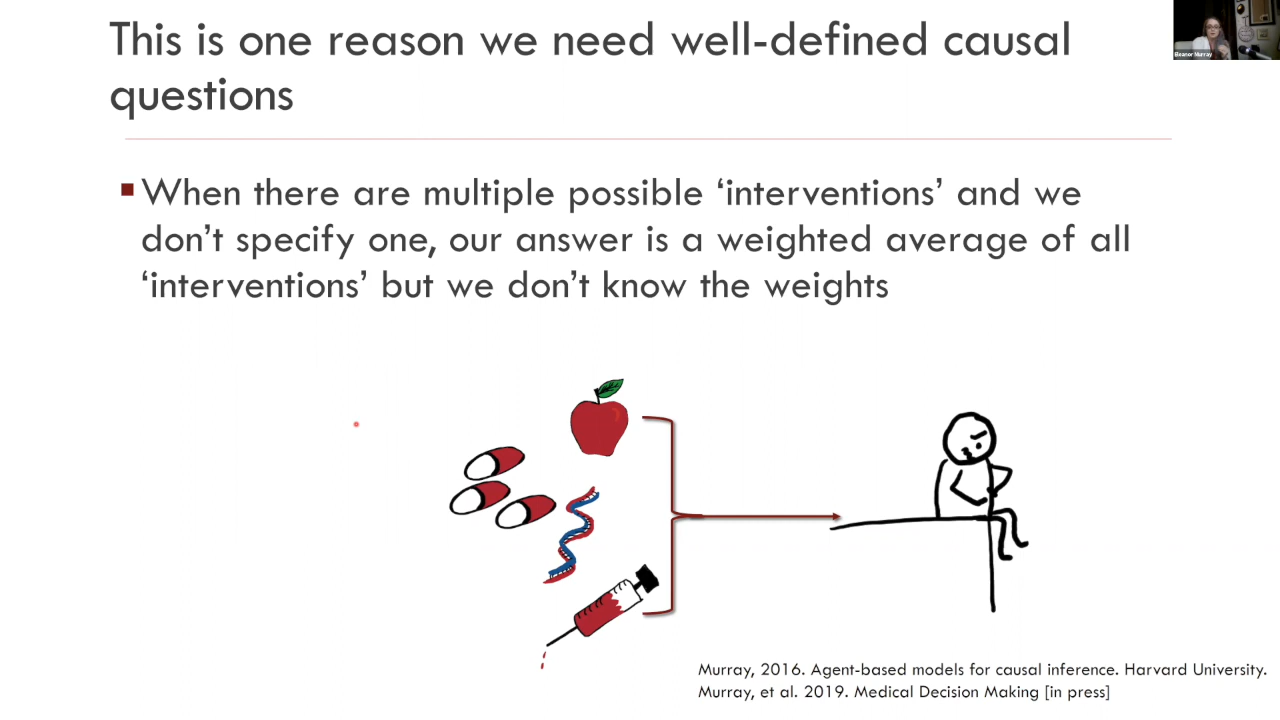 This is one reason we need well-defined causal
questions
Eleanor Murray
When there are multiple possible ‘interventions’ and we
don’t specify one, our answer is a weighted average of all
‘interventions’ but we don’t know the weights
Murray, 2016. Agent-based models for causal inference. Harvard University.
Murray, et al. 2019. Medical Decision Making [in press]